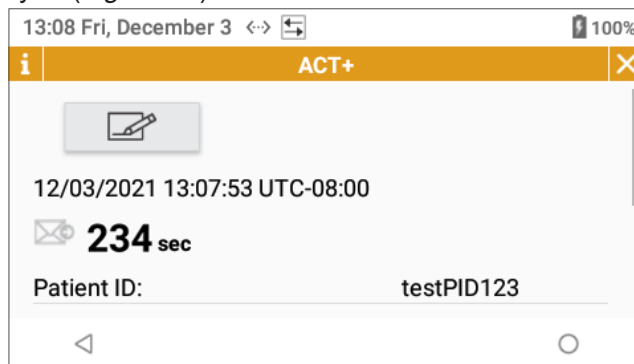 13:08 Fri, December 3 100%
i ACT+
12/03/2021 13:07:53 UTC-08:00
234 sec
Patient ID: testPID123